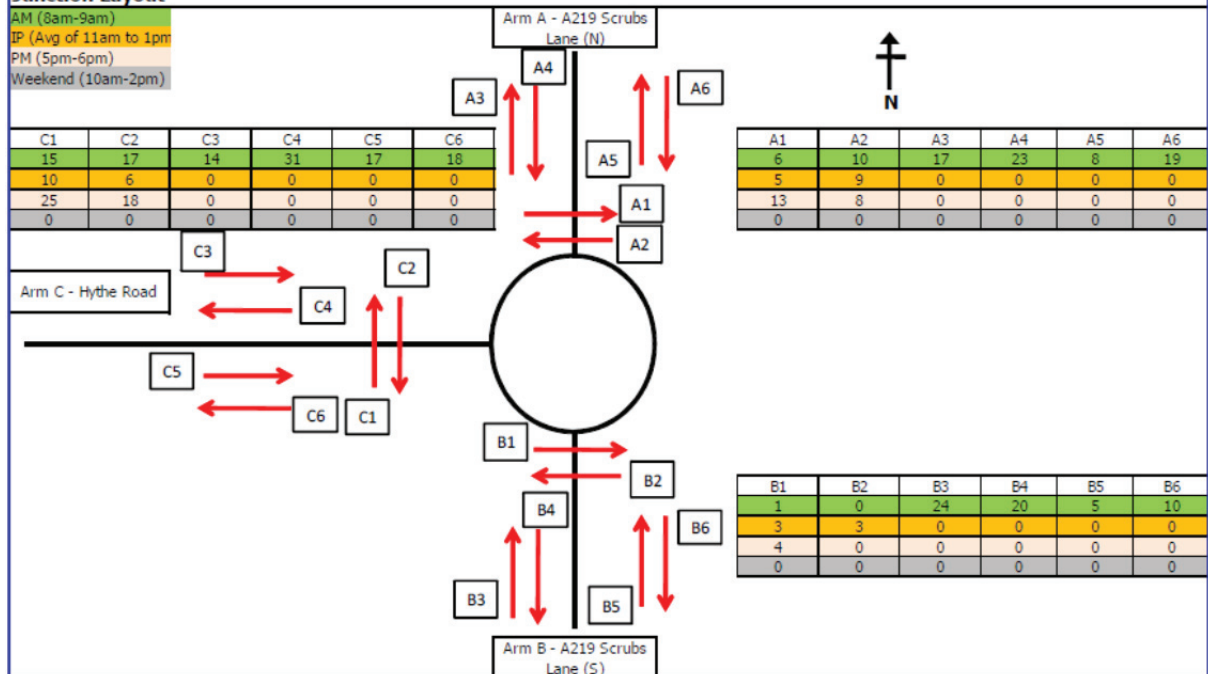 Junction Layout
AM (8am-9am)
IP (Avg of 11am to 1pm
PM (5pm-6pm)
Weekend (10am-2pm)
Arm A - A219 Scrubs
Lane (N)
N
A4
A3
A6
A5
A1
A2
C1 C2 C3 C4 C5 C6
15 17 14 31 17 18
10 6 0 0 0 0
25 18 0 0 0 0
0 0 0 0 0 0
A1 A2 A3 A4 A5 A6
6 10 17 23 8 19
5 9 0 0 0 0
13 8 0 0 0 0
0 0 0 0 0 0
C3
C2
Arm C - Hythe Road
C4
C5
C6
C1
B1
B2
B4
B6
B3
B5
B1 B2 B3 B4 B5 B6
1 0 24 20 5 10
3 3 0 0 0 0
4 0 0 0 0 0
0 0 0 0 0 0
Arm B - A219 Scrubs
Lane (S)